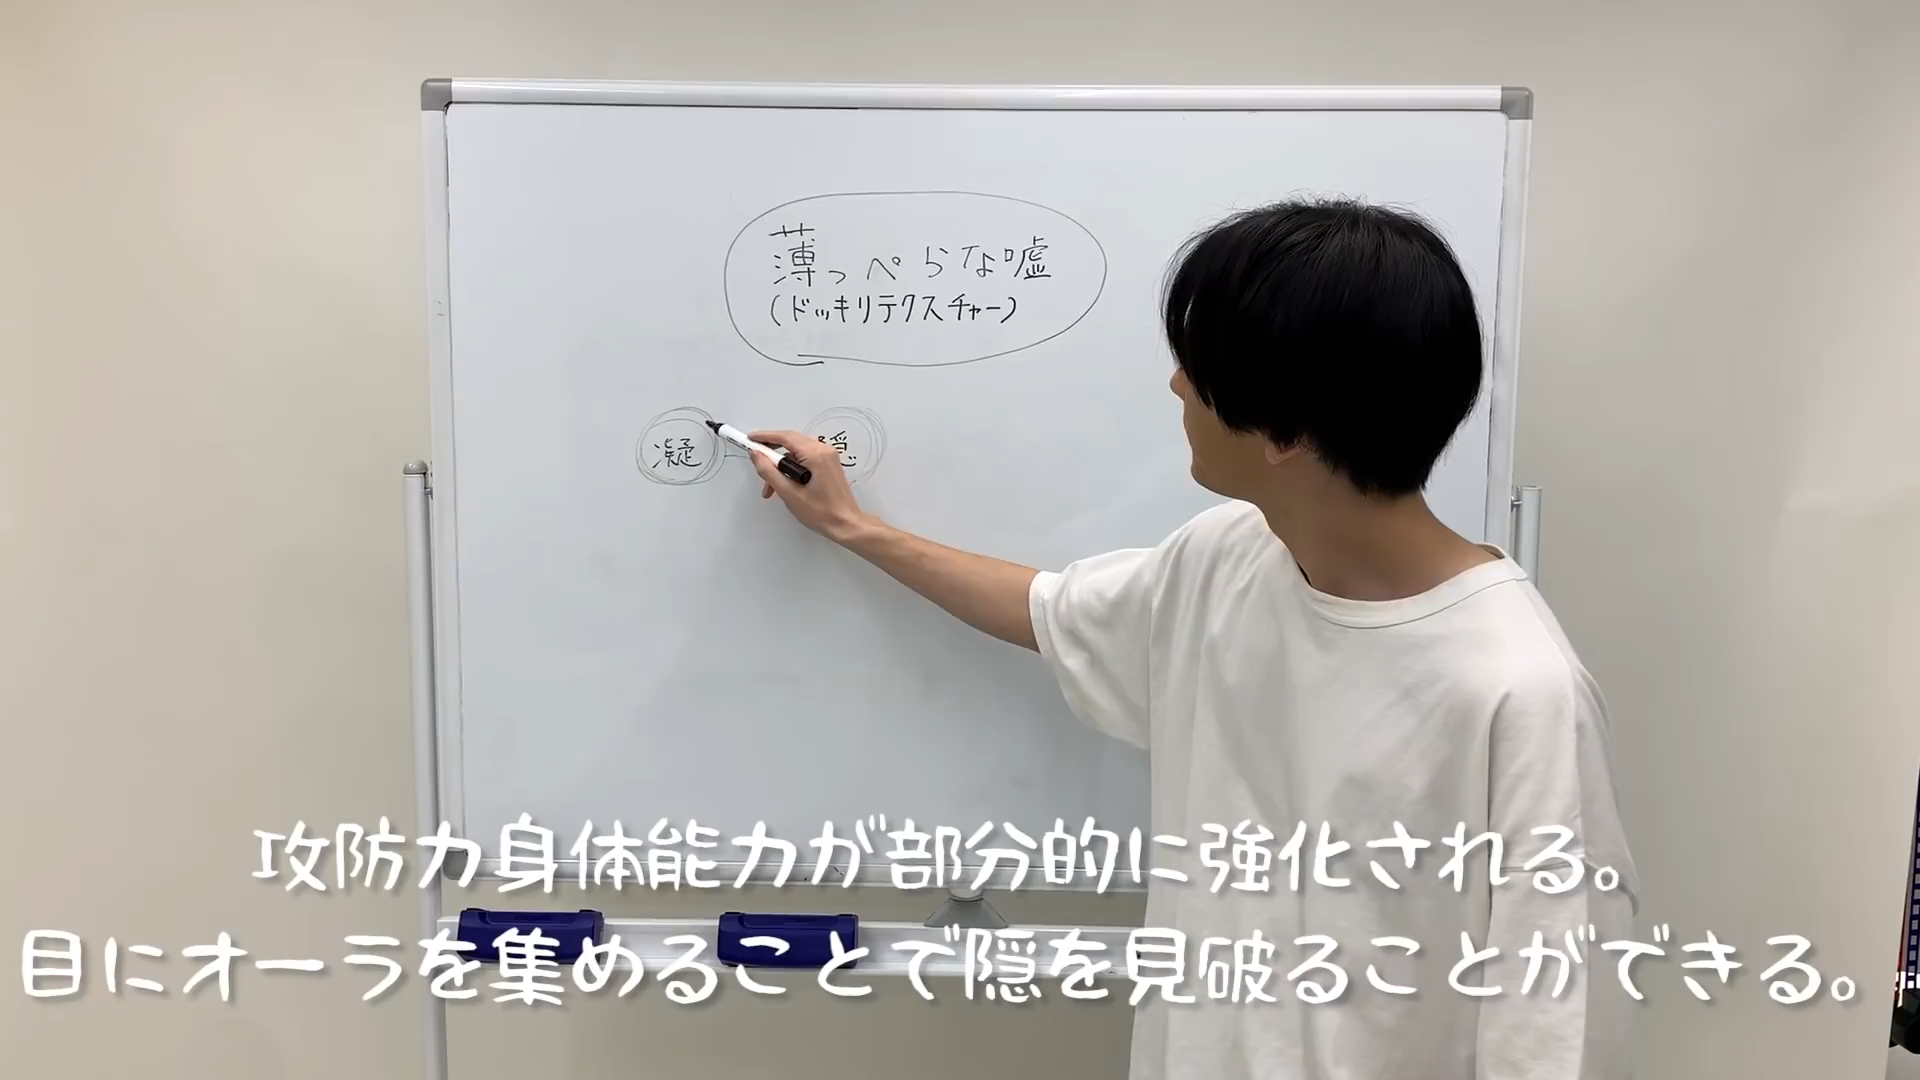 薄っぺらな嘘
(ドッキリテクスチャー)
凝
隠
攻防力身体能力が部分的に強化される。
目にオーラを集めることで隠を見破ることができる。